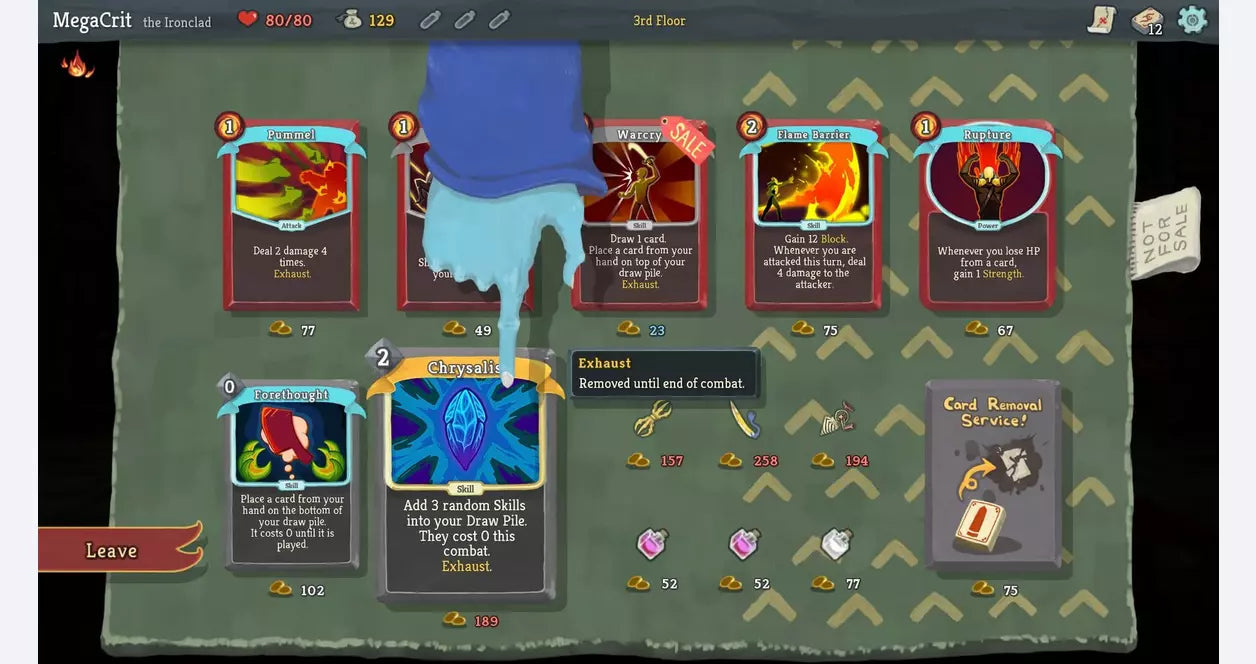 MegaCrit the Ironclad 80/80 129 3rd Floor 12
1 Pummel
Attack
Deal 2 damage 4
times.
Exhaust.
77
1
49
Warcry
SALE
Skill
Draw 1 card.
Place a card from your
hand on top of your
draw pile.
Exhaust.
23
2 Flame Barrier
Skill
Gain 12 Block.
Whenever you are
attacked this turn, deal
4 damage to the
attacker.
75
1 Rupture
Power
Whenever you lose HP
from a card,
gain 1 Strength.
67
NOT
FOR
SALE
0 Forethought
Skill
Place a card from your
hand on the bottom of
your draw pile.
It costs 0 until it is
played.
102
2 Chrysalis
Skill
Add 3 random Skills
into your Draw Pile.
They cost 0 this
combat.
Exhaust.
189
Exhaust
Removed until end of combat.
157 258 194
52 52 77
Card Removal
Service!
75
Leave